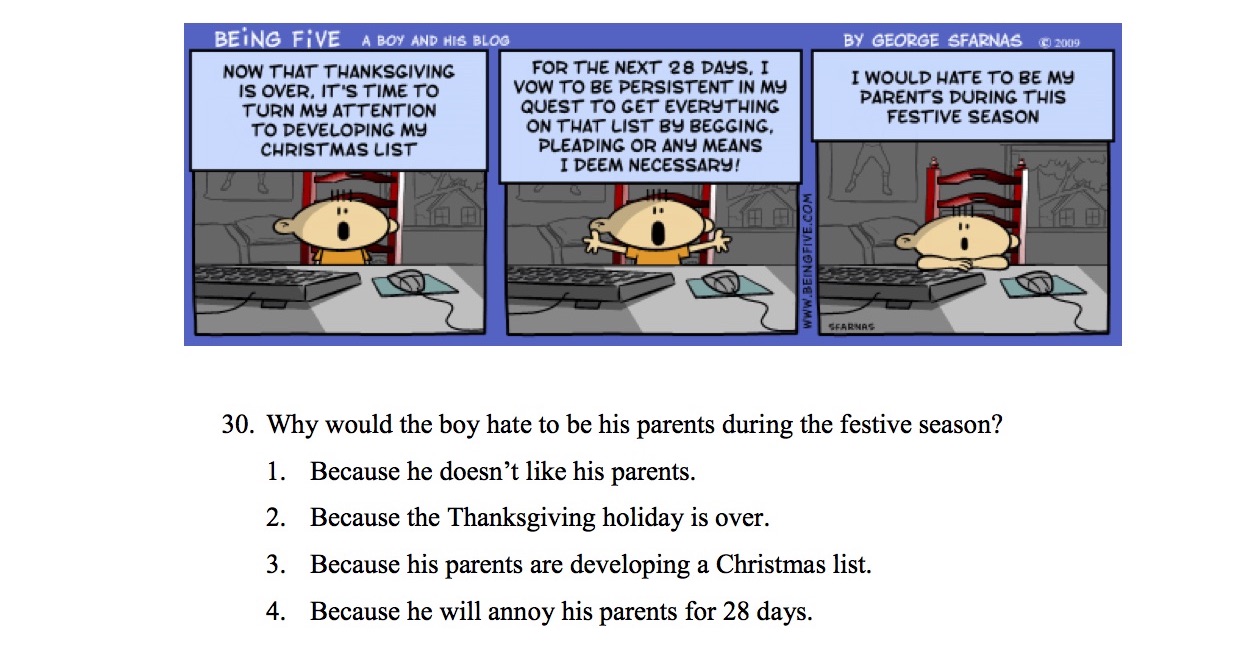 BEiNG FiVE A BOY AND HIS BLOG
BY GEORGE SFARNAS © 2009
NOW THAT THANKSGIVING
IS OVER, IT'S TIME TO
TURN MY ATTENTION
TO DEVELOPING MY
CHRISTMAS LIST
FOR THE NEXT 28 DAYS, I
VOW TO BE PERSISTENT IN MY
QUEST TO GET EVERYTHING
ON THAT LIST BY BEGGING,
PLEADING OR ANY MEANS
I DEEM NECESSARY!
WWW.BEINGFIVE.COM
I WOULD HATE TO BE MY
PARENTS DURING THIS
FESTIVE SEASON
SFARNAS
30. Why would the boy hate to be his parents during the festive season?
1. Because he doesn’t like his parents.
2. Because the Thanksgiving holiday is over.
3. Because his parents are developing a Christmas list.
4. Because he will annoy his parents for 28 days.